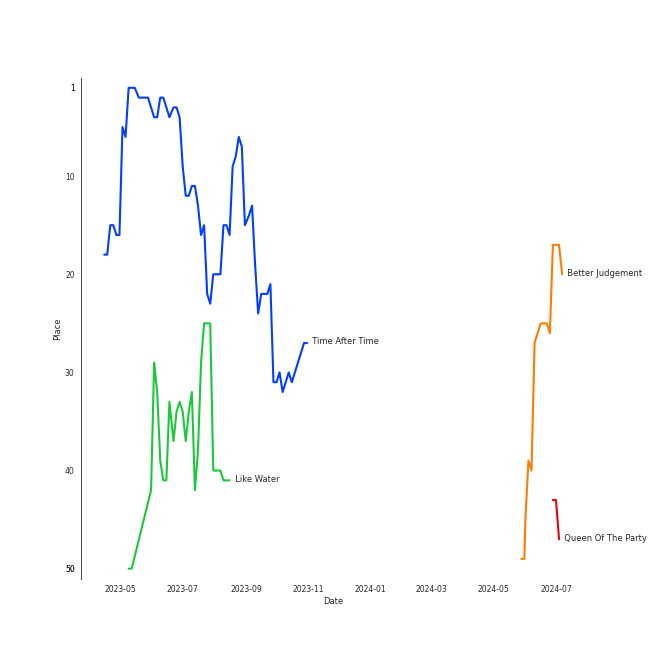 1
10
20
30
40
50
Place
Time After Time
Like Water
Better Judgement
Queen Of The Party
2023-05
2023-07
2023-09
2023-11
2024-01
2024-03
2024-05
2024-07
Date